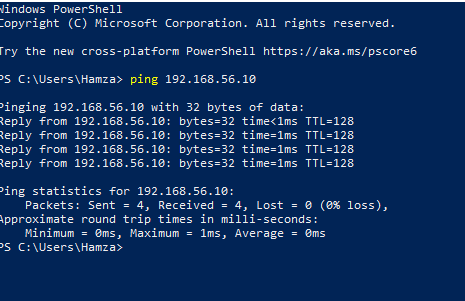 Windows PowerShell
Copyright (C) Microsoft Corporation. All rights reserved.
Try the new cross-platform PowerShell https://aka.ms/pscore6
PS C:\Users\Hamza> ping 192.168.56.10
Pinging 192.168.56.10 with 32 bytes of data:
Reply from 192.168.56.10: bytes=32 time<1ms TTL=128
Reply from 192.168.56.10: bytes=32 time=1ms TTL=128
Reply from 192.168.56.10: bytes=32 time=1ms TTL=128
Reply from 192.168.56.10: bytes=32 time=1ms TTL=128
Ping statistics for 192.168.56.10:
Packets: Sent = 4, Received = 4, Lost = 0 (0% loss),
Approximate round trip times in milli-seconds:
Minimum = 0ms, Maximum = 1ms, Average = 0ms
PS C:\Users\Hamza>